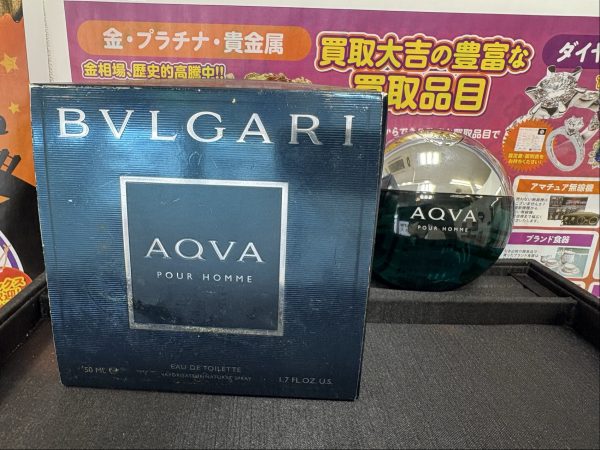 金・プラチナ・貴金属
金相場、歴史的高騰中!!
買取大吉の豊富な
買取品目
ダイヤ
アマチュア無線機
ブランド食器
BVLGARI
AQVA
POUR HOMME
50 ML e
EAU DE TOILETTE
VAPORISATEUR NATURAL SPRAY
1.7 FL.OZ. U.S.
AQVA
POUR HOMME